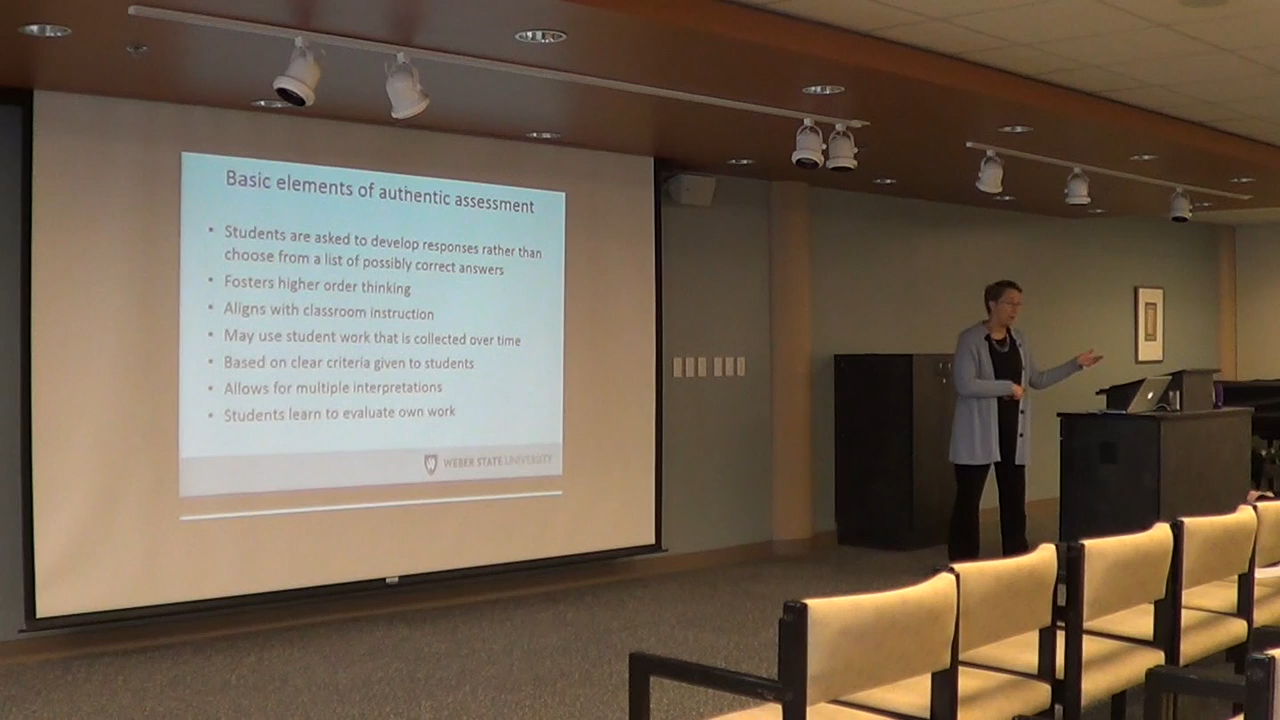 Basic elements of authentic assessment
• Students are asked to develop responses rather than
choose from a list of possibly correct answers
• Fosters higher order thinking
• Aligns with classroom instruction
• May use student work that is collected over time
• Based on clear criteria given to students
• Allows for multiple interpretations
• Students learn to evaluate own work
WEBER STATE UNIVERSITY